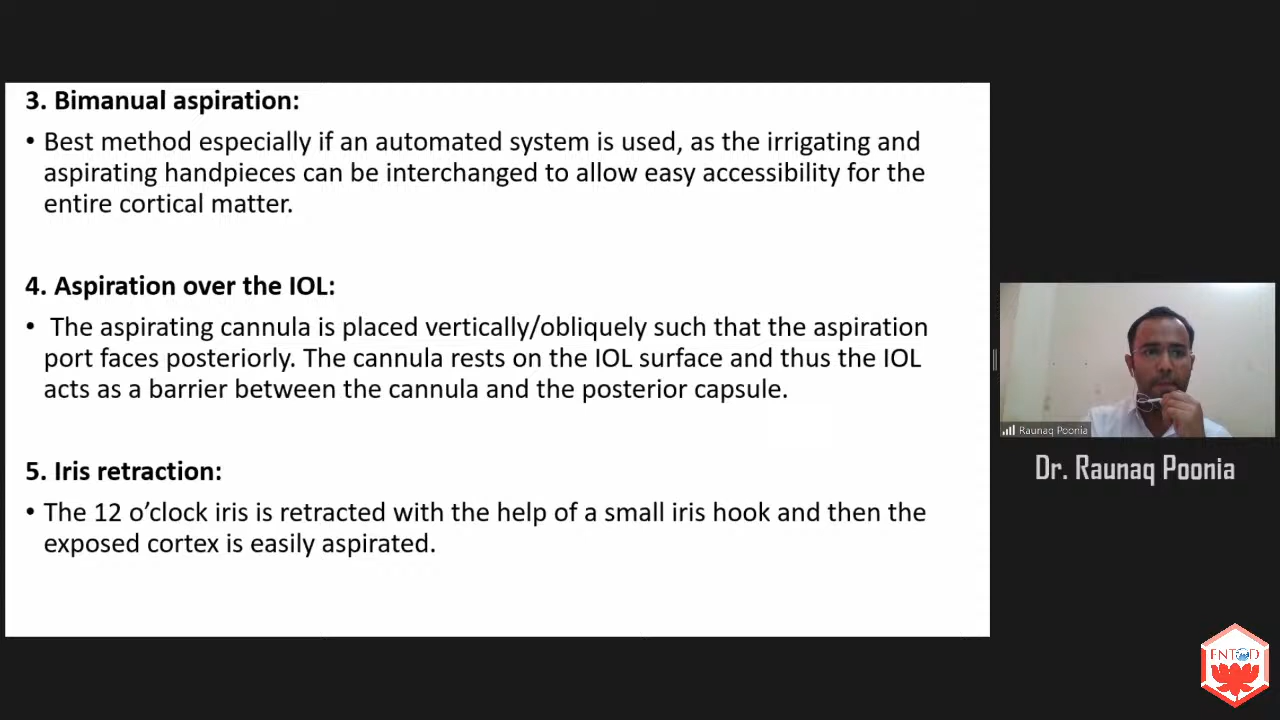 3. Bimanual aspiration:
• Best method especially if an automated system is used, as the irrigating and
aspirating handpieces can be interchanged to allow easy accessibility for the
entire cortical matter.
4. Aspiration over the IOL:
• The aspirating cannula is placed vertically/obliquely such that the aspiration
port faces posteriorly. The cannula rests on the IOL surface and thus the IOL
acts as a barrier between the cannula and the posterior capsule.
5. Iris retraction:
• The 12 o’clock iris is retracted with the help of a small iris hook and then the
exposed cortex is easily aspirated.
Raunaq Poonia
Dr. Raunaq Poonia
ENTOD